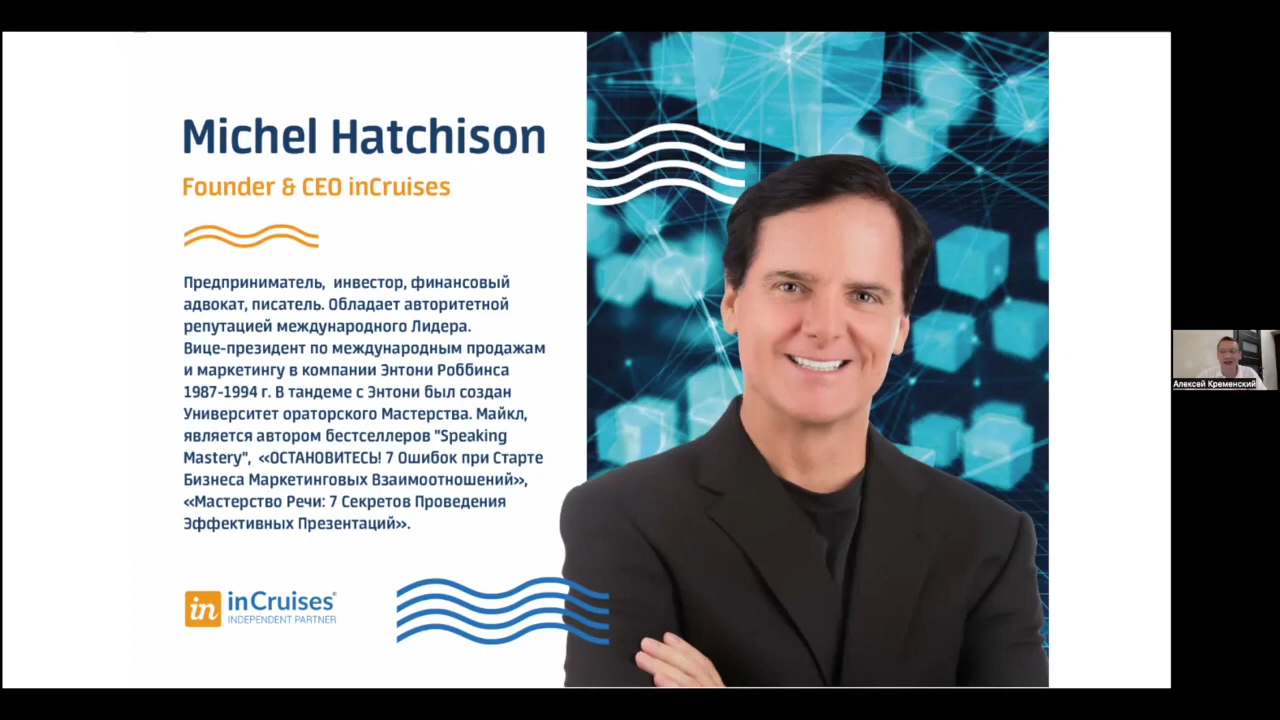 Michel Hatchison
Founder & CEO inCruises
Предприниматель, инвестор, финансовый
адвокат, писатель. Обладает авторитетной
репутацией международного Лидера.
Вице-президент по международным продажам
и маркетингу в компании Энтони Роббинса
1987-1994 г. В тандеме с Энтони был создан
Университет ораторского Мастерства. Майкл,
является автором бестселлеров "Speaking
Mastery", «ОСТАНОВИТЕСЬ! 7 Ошибок при Старте
Бизнеса Маркетинговых Взаимоотношений»,
«Мастерство Речи: 7 Секретов Проведения
Эффективных Презентаций».
in inCruises®
INDEPENDENT PARTNER
Алексей Кременский